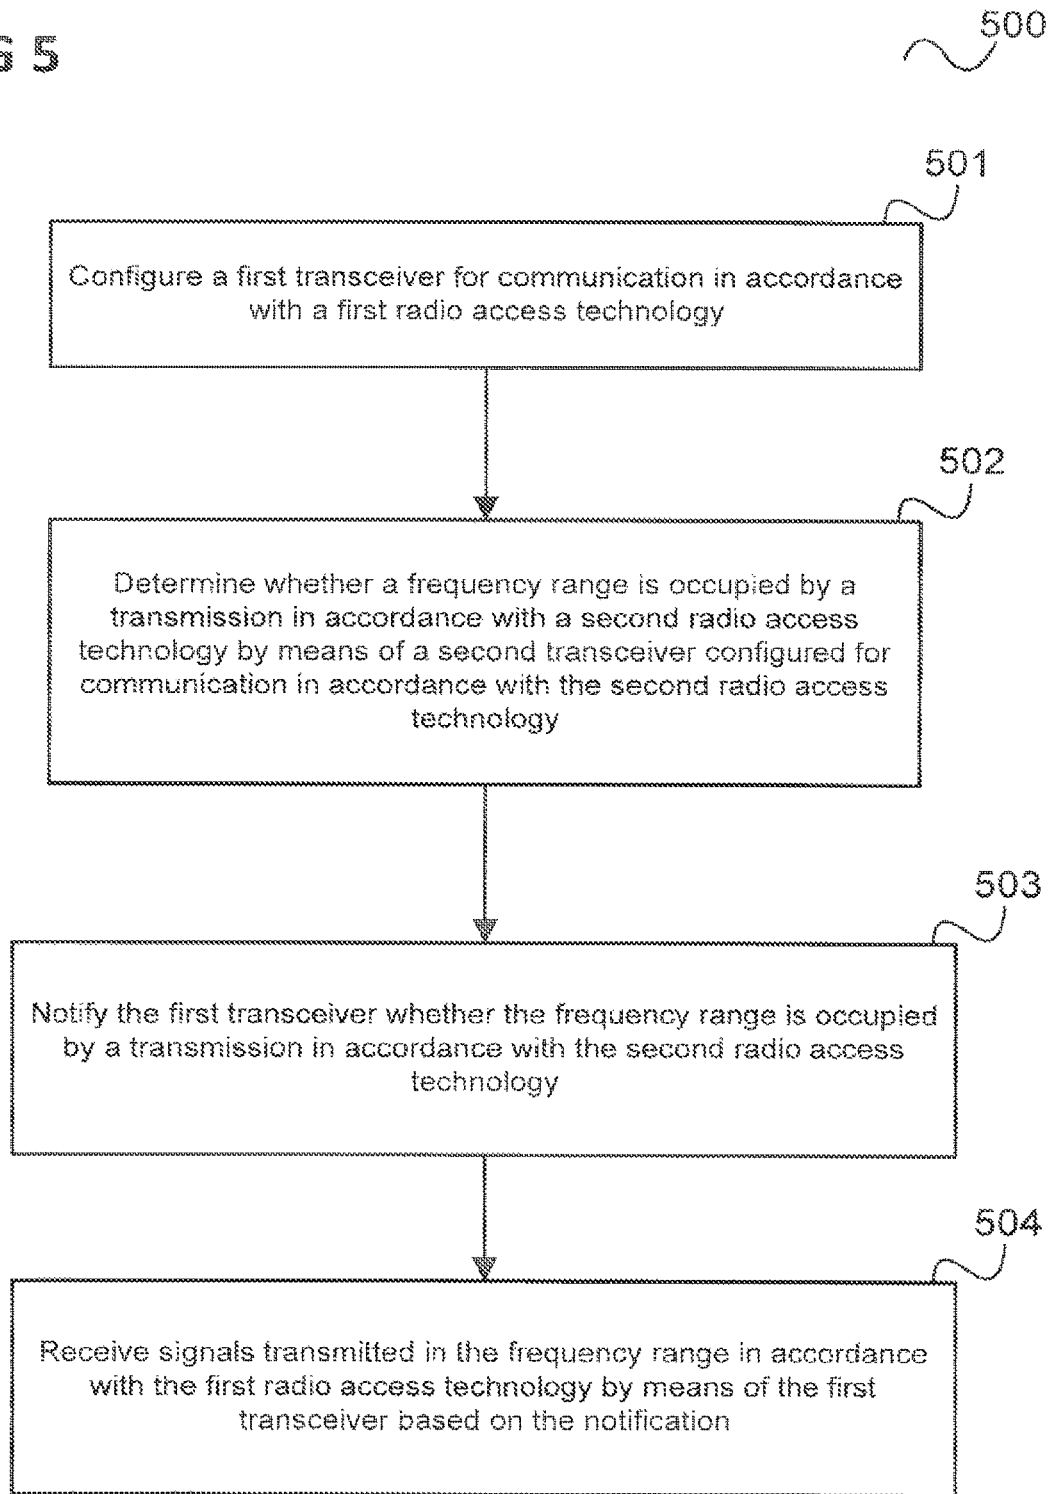 G 5
500
501
Configure a first transceiver for communication in accordance
with a first radio access technology
502
Determine whether a frequency range is occupied by a
transmission in accordance with a second radio access
technology by means of a second transceiver configured for
communication in accordance with the second radio access
technology
503
Notify the first transceiver whether the frequency range is occupied
by a transmission in accordance with the second radio access
technology
504
Receive signals transmitted in the frequency range in accordance
with the first radio access technology by means of the first
transceiver based on the notification